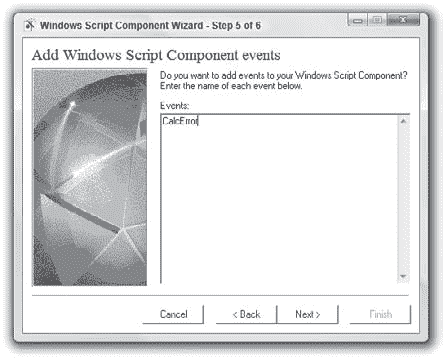 Windows Script Component Wizard - Step 5 of 6
Add Windows Script Component events
Do you want to add events to your Windows Script Component?
Enter the name of each event below.
Events:
CalcError
Cancel
< Back
Next >
Finish